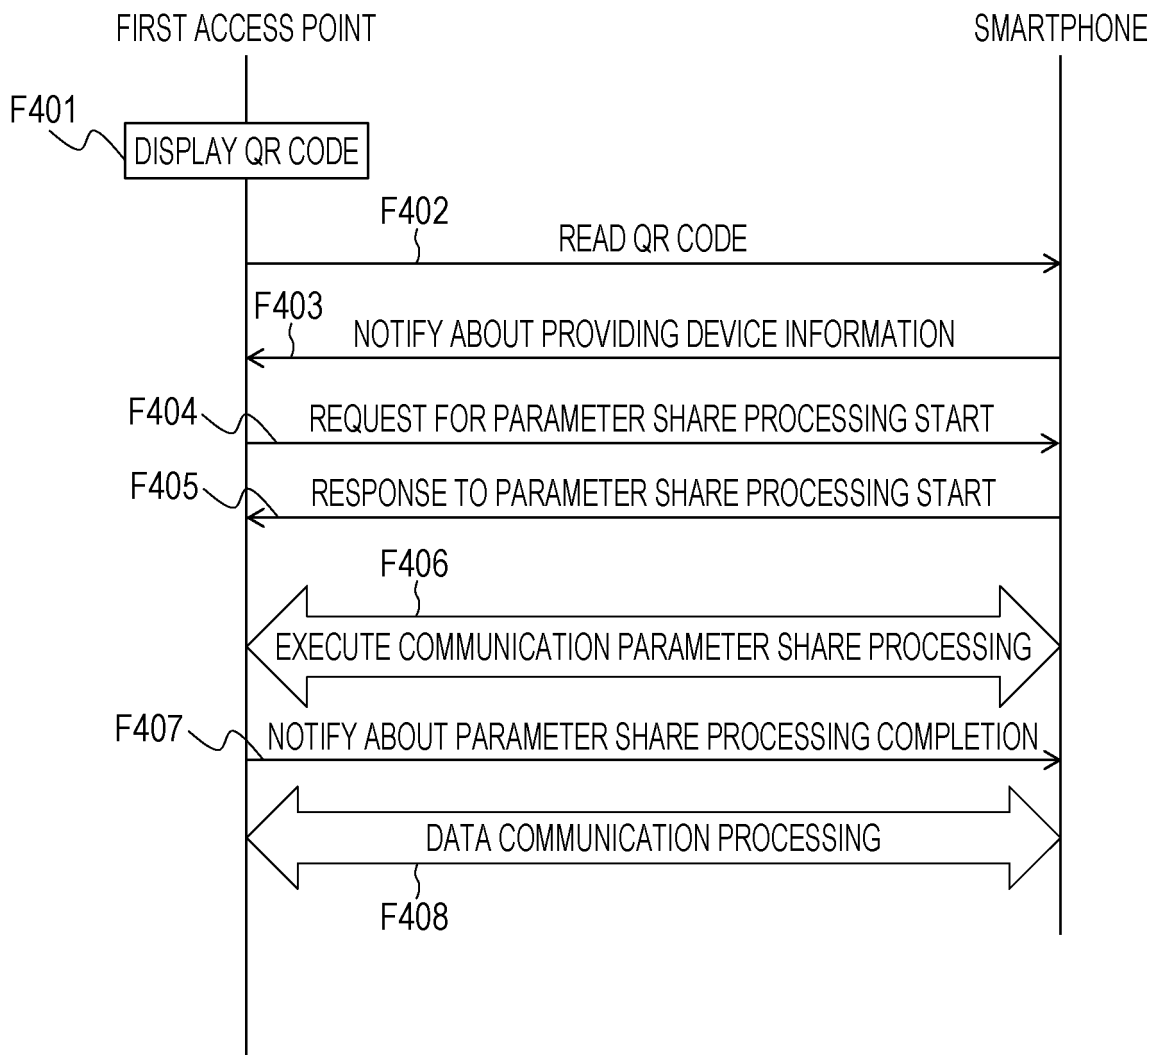 FIRST ACCESS POINT
SMARTPHONE
F401
DISPLAY QR CODE
F402
READ QR CODE
F403
NOTIFY ABOUT PROVIDING DEVICE INFORMATION
F404
REQUEST FOR PARAMETER SHARE PROCESSING START
F405
RESPONSE TO PARAMETER SHARE PROCESSING START
F406
EXECUTE COMMUNICATION PARAMETER SHARE PROCESSING
F407
NOTIFY ABOUT PARAMETER SHARE PROCESSING COMPLETION
DATA COMMUNICATION PROCESSING
F408